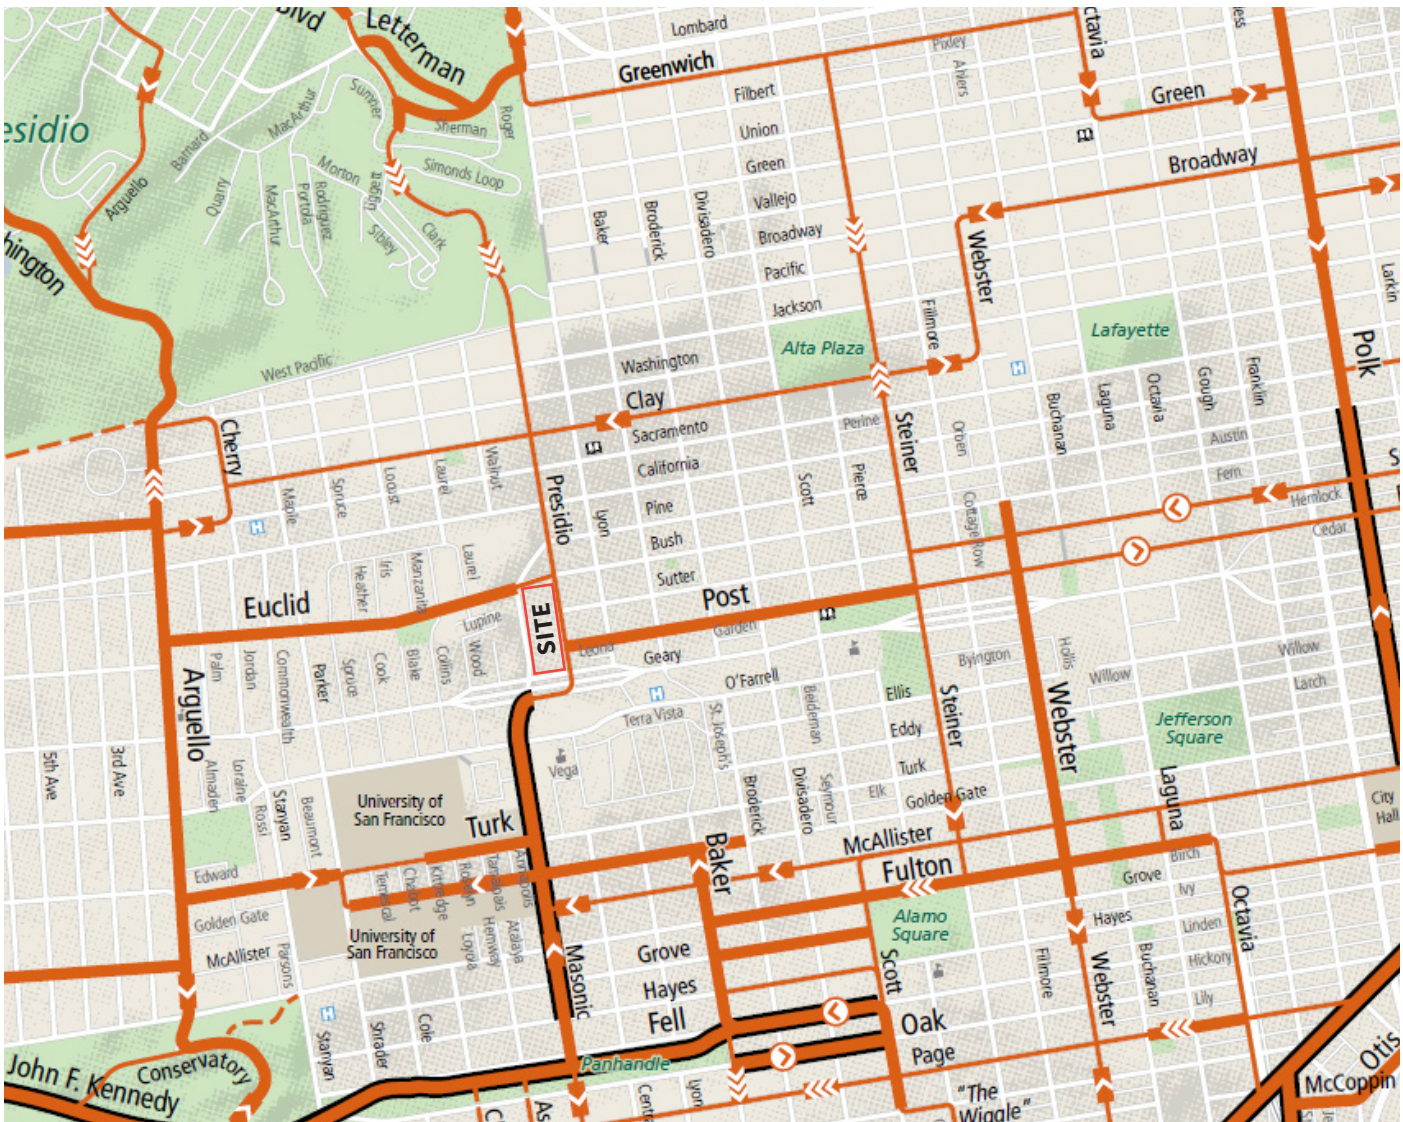 Blvd
Letterman
Lombard
Octavia
Greenwich
Pixley
Ahlers
Sumner
Filbert
Green
esidio
MacArthur
Sherman
Roger
Union
Barnard
Simonds Loop
Green
Broadway
Morton
Arguello
Quarry
MacArthur
Portola
Rodriguez
Sibley
Clark
Baker
Broderick
Divisadero
Vallejo
Broadway
Webster
hington
Pacific
Larkin
Jackson
Fillmore
Lafayette
Alta Plaza
Polk
West Pacific
Washington
Clay
Buchanan
Laguna
Octavia
Gough
Franklin
Cherry
Sacramento
Perine
Steiner
Orben
Austin
Maple
Spruce
Locust
Laurel
Walnut
California
Scott
Pierce
Fern
Presidio
Pine
Lyon
Cottage Row
Hemlock
Bush
Cedar
Heather
Iris
Manzanita
Laurel
Sutter
Euclid
Post
SITE
Lupine
Garden
Leona
Geary
Hollis
Byington
Willow
Willow
Palm
Jordan
Commonwealth
Parker
Spruce
Cook
Blake
Collins
Wood
O'Farrell
Larch
Arguello
Ellis
Steiner
Webster
Beideman
Terra Vista
St. Joseph's
Eddy
Jefferson
Square
5th Ave
3rd Ave
Almaden
Loraine
Rossi
Stanyan
Beaumont
Vega
Turk
Broderick
Divisadero
Seymour
Elk
Golden Gate
Laguna
City
Hall
University of
San Francisco
Turk
Baker
McAllister
Fulton
Birch
Edward
Temescal
Chabot
Kittredge
Roselyn
Tamalpais
Annapolis
Grove
Ivy
Octavia
Golden Gate
Alamo
Square
Hayes
Linden
McAllister
Parsons
University of
San Francisco
Loyola
Hemway
Atalaya
Masonic
Grove
Scott
Fillmore
Webster
Buchanan
Hickory
Hayes
Lily
Stanyan
Shrader
Cole
Fell
Oak
Page
Otis
John F. Kennedy
Conservatory
Panhandle
McCoppin
Lyon
"The
Wiggle"
As